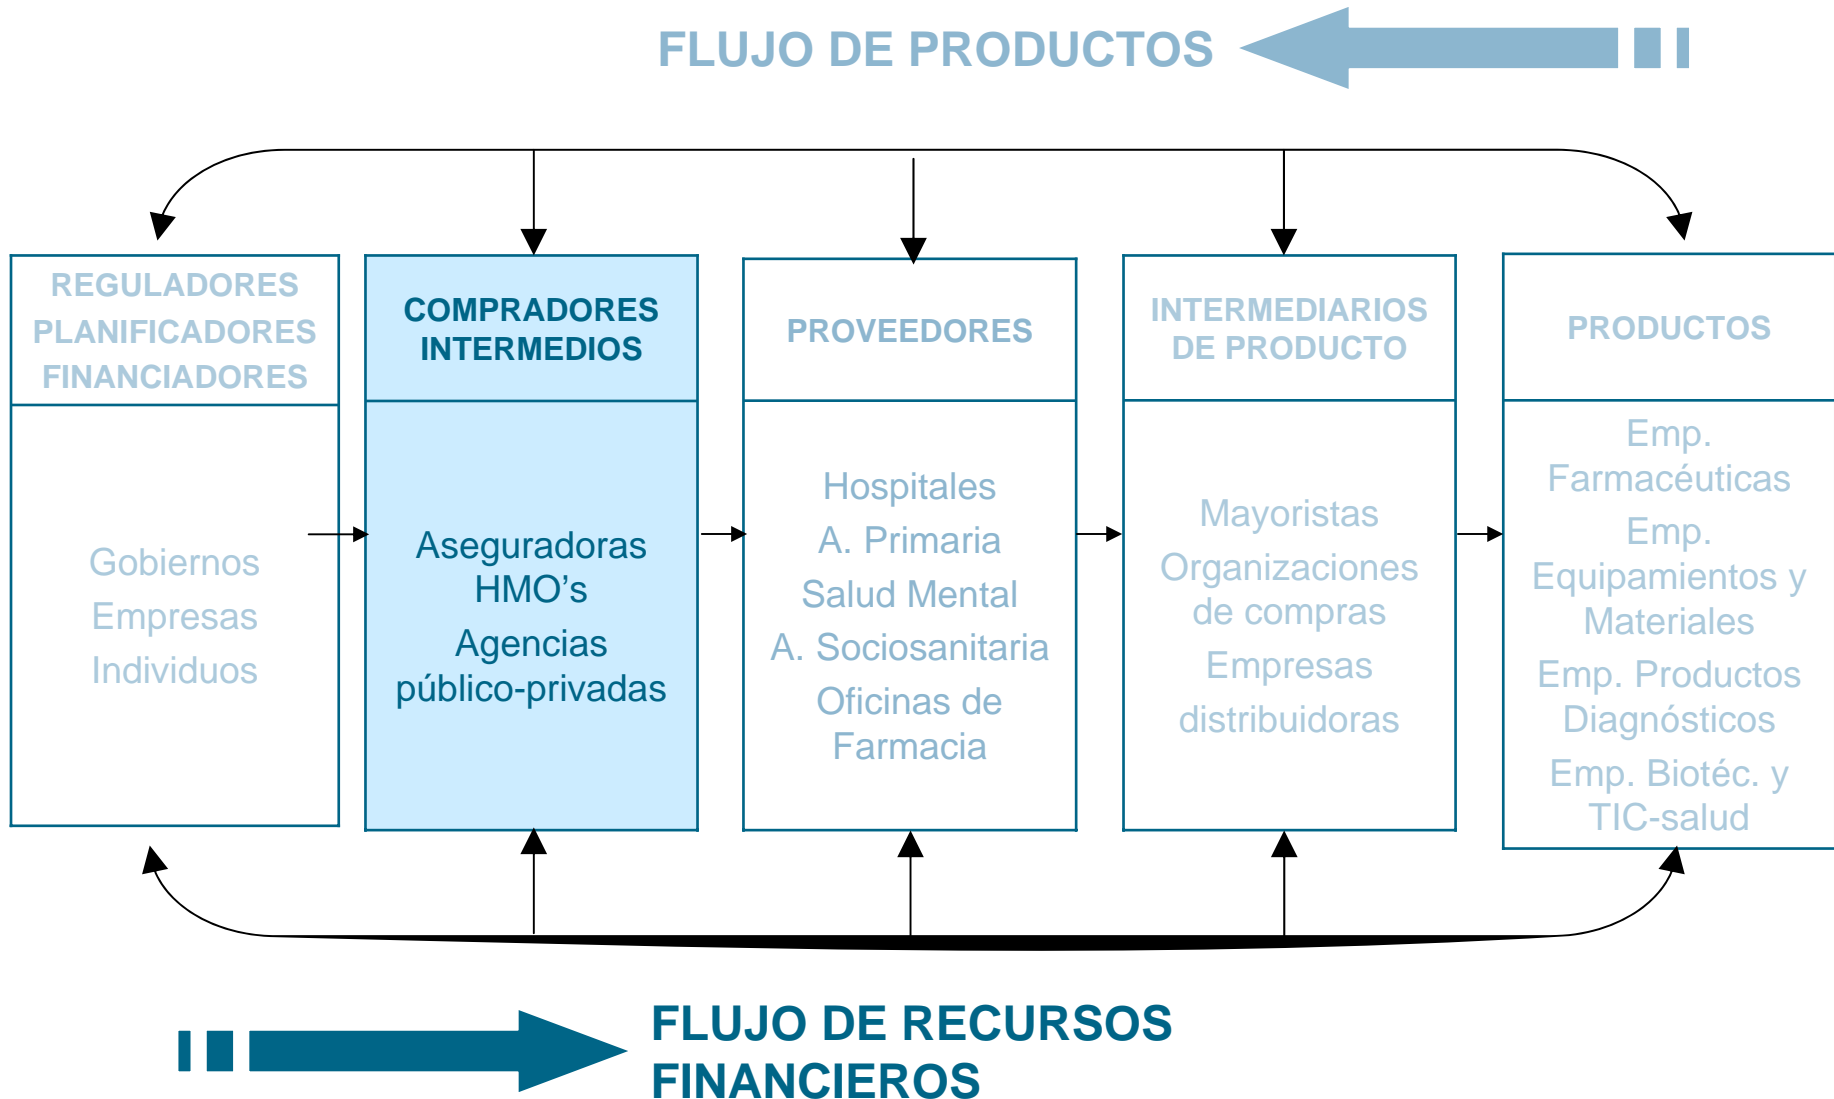 FLUJO DE PRODUCTOS
REGULADORES
PLANIFICADORES
FINANCIADORES
Gobiernos
Empresas
Individuos
COMPRADORES
INTERMEDIOS
Aseguradoras
HMO’s
Agencias
público-privadas
PROVEEDORES
Hospitales
A. Primaria
Salud Mental
A. Sociosanitaria
Oficinas de
Farmacia
INTERMEDIARIOS
DE PRODUCTO
Mayoristas
Organizaciones
de compras
Empresas
distribuidoras
PRODUCTOS
Emp.
Farmacéuticas
Emp.
Equipamientos y
Materiales
Emp. Productos
Diagnósticos
Emp. Biotéc. y
TIC-salud
FLUJO DE RECURSOS
FINANCIEROS